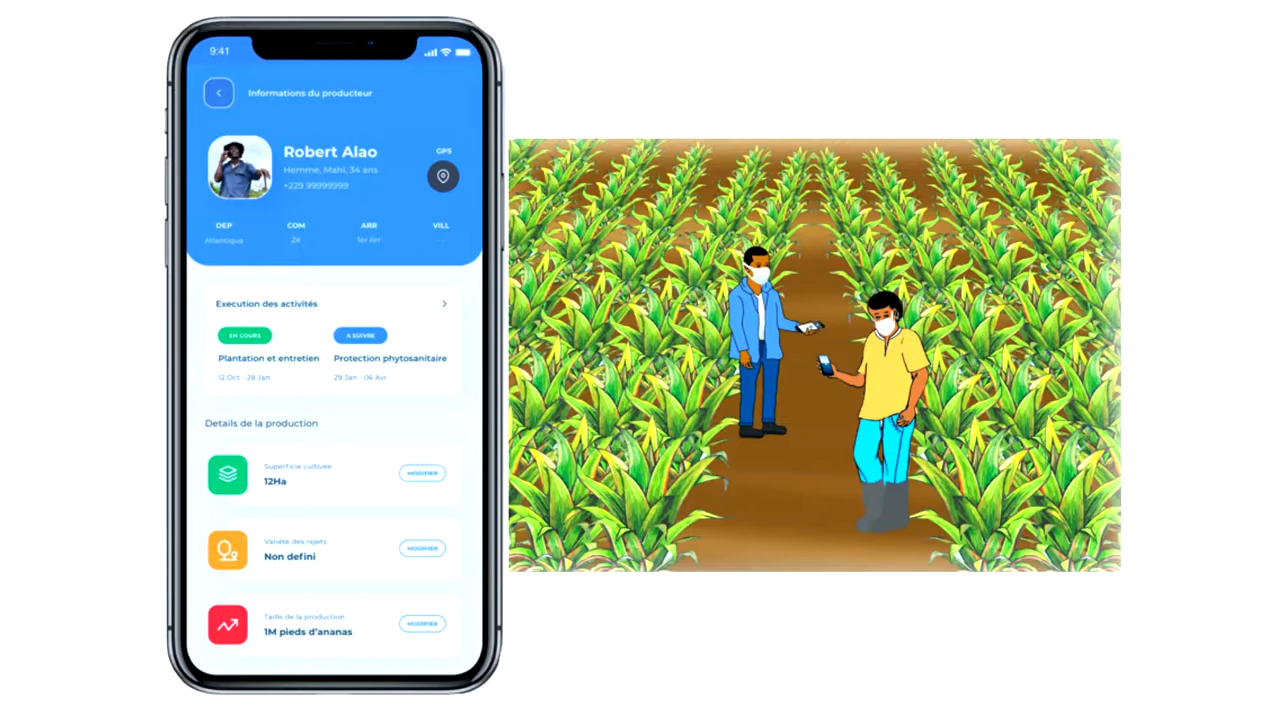 9:41
Informations du producteur
Robert Alao
GPS
Homme, Mahi, 34 ans
+229 99999999
DEP COM ARR VILL
Atlantique Zè 1er Arr - -
Execution des activités
EN COURS A SUIVRE
Plantation et entretien Protection phytosanitaire
12 Oct - 28 Jan 29 Jan - 06 Avr
Details de la production
Superficie cultivée
12Ha
MODIFIER
Variété des rejets
Non defini
MODIFIER
Taille de la production
1M pieds d'ananas
MODIFIER